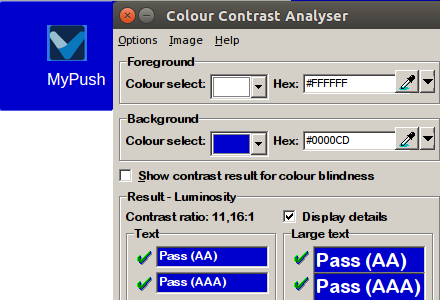 Colour Contrast Analyser
Options Image Help
MyPush
Foreground
Colour select: Hex: #FFFFFF
Background
Colour select: Hex: #0000CD
Show contrast result for colour blindness
Result - Luminosity
Contrast ratio: 11,16:1 Display details
Text
Pass (AA)
Pass (AAA)
Large text
Pass (AA)
Pass (AAA)